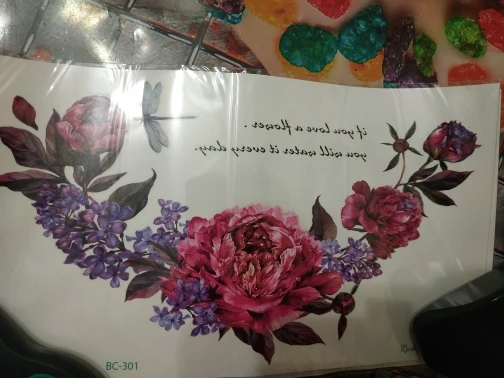 if you love a flower.
you will water it every day
BC-301